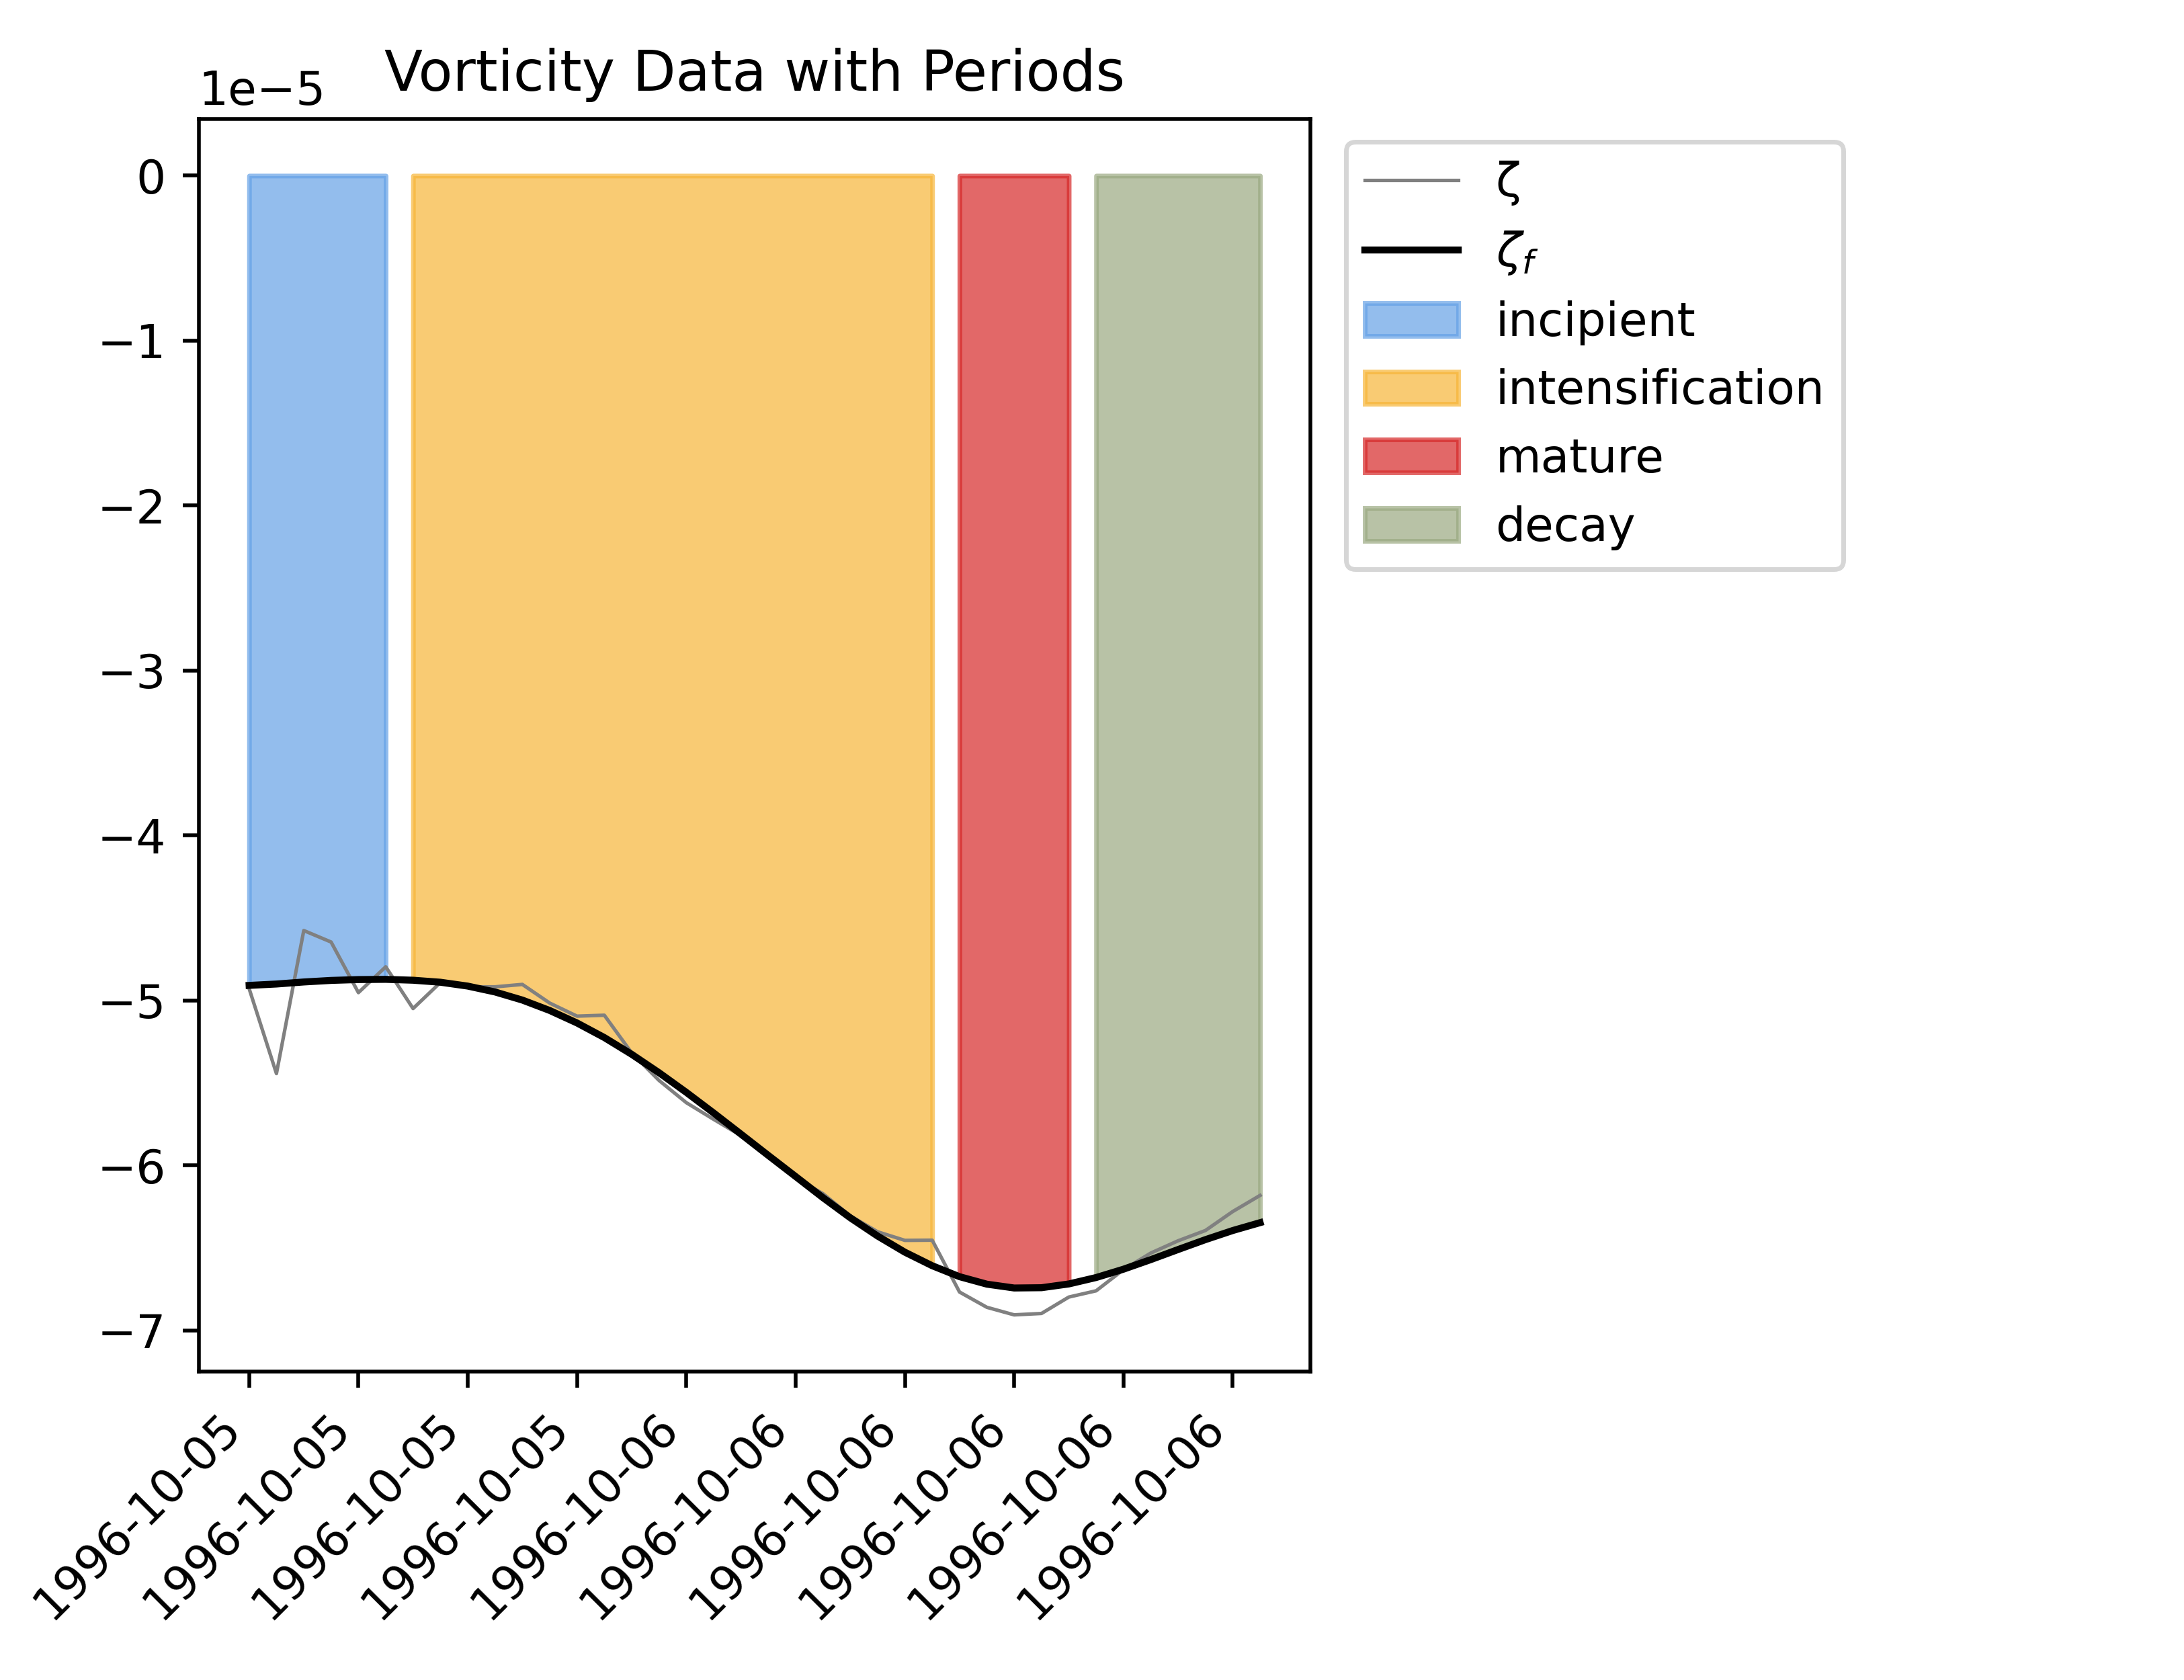 Vorticity Data with Periods
1e−5
0
−1
−2
−3
−4
−5
−6
−7
1996-10-05
1996-10-05
1996-10-05
1996-10-05
1996-10-06
1996-10-06
1996-10-06
1996-10-06
1996-10-06
1996-10-06
ζ
ζf
incipient
intensification
mature
decay